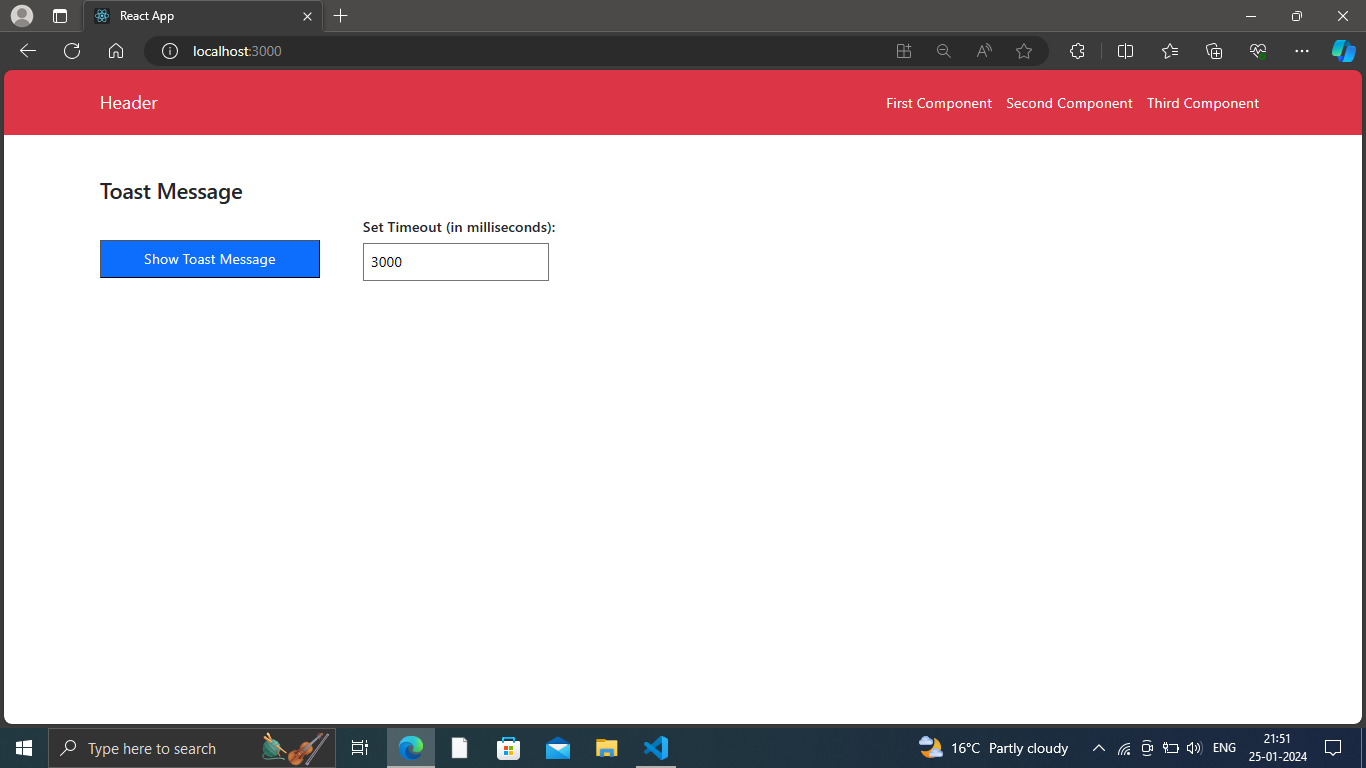 React App
localhost:3000
Header
First Component Second Component Third Component
Toast Message
Set Timeout (in milliseconds):
Show Toast Message
3000
Type here to search
16°C Partly cloudy
ENG
21:51
25-01-2024